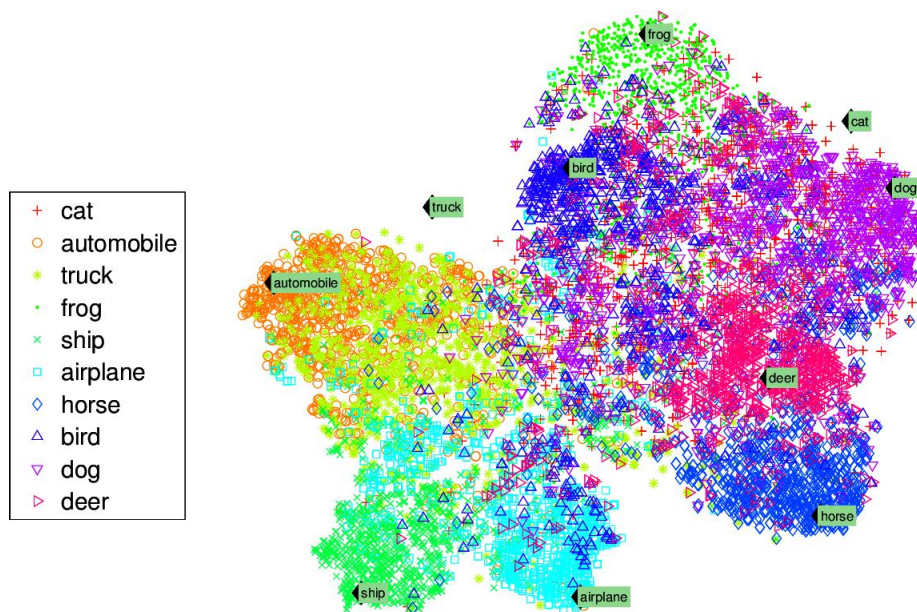 cat
automobile
truck
frog
ship
airplane
horse
bird
dog
deer
frog
cat
bird
dog
truck
automobile
deer
horse
ship
airplane